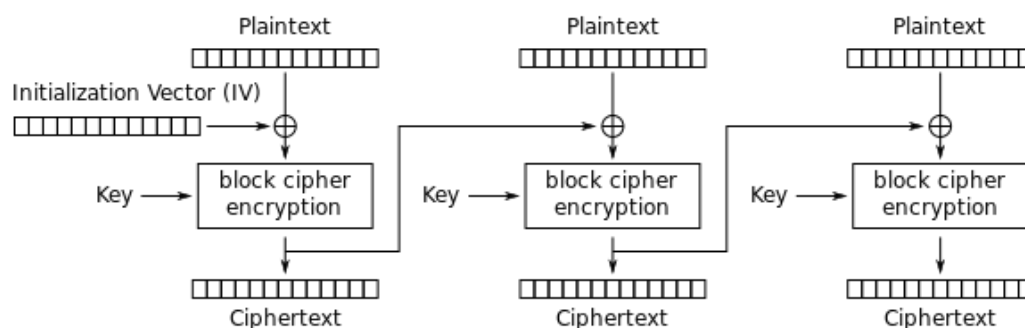 Plaintext
Plaintext
Plaintext
Initialization Vector (IV)
Key
block cipher
encryption
Key
block cipher
encryption
Key
block cipher
encryption
Ciphertext
Ciphertext
Ciphertext